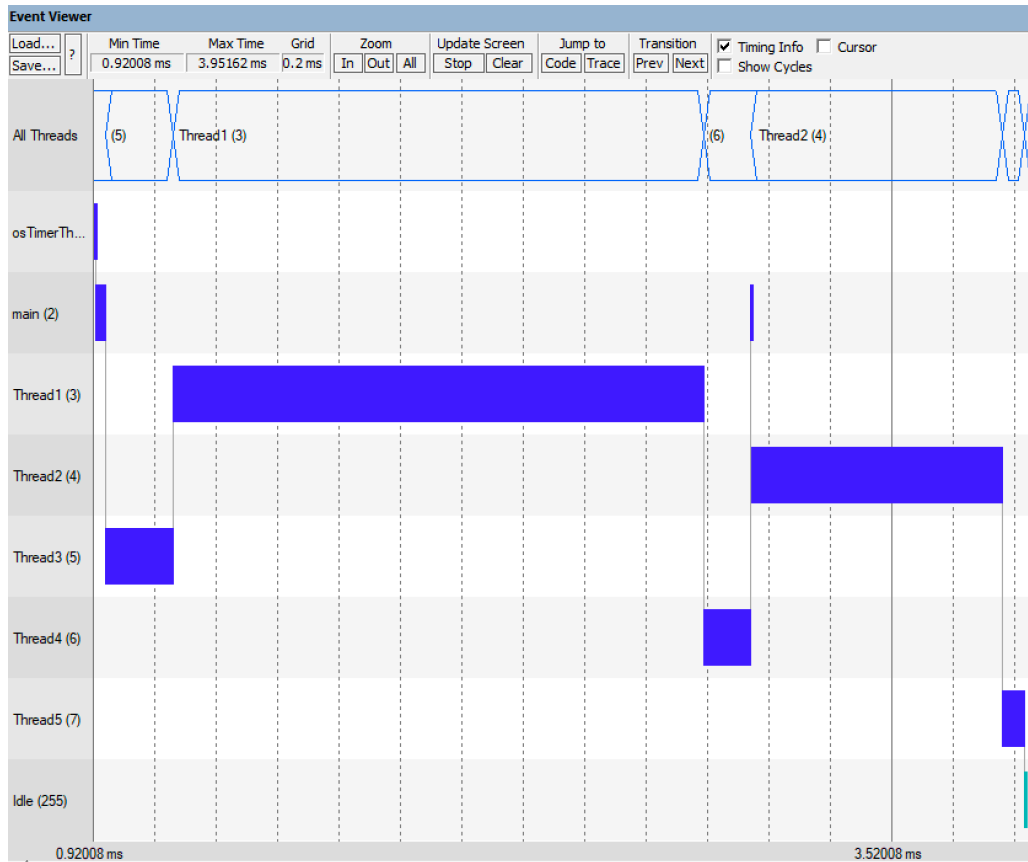 Event Viewer
Load... ? Min Time Max Time Grid Zoom Update Screen Jump to Transition ✓ Timing Info Cursor
Save... 0.92008 ms 3.95162 ms 0.2 ms In Out All Stop Clear Code Trace Prev Next Show Cycles
All Threads (5) Thread1 (3) (6) Thread2 (4)
osTimerTh...
main (2)
Thread1 (3)
Thread2 (4)
Thread3 (5)
Thread4 (6)
Thread5 (7)
Idle (255)
0.92008 ms 3.52008 ms